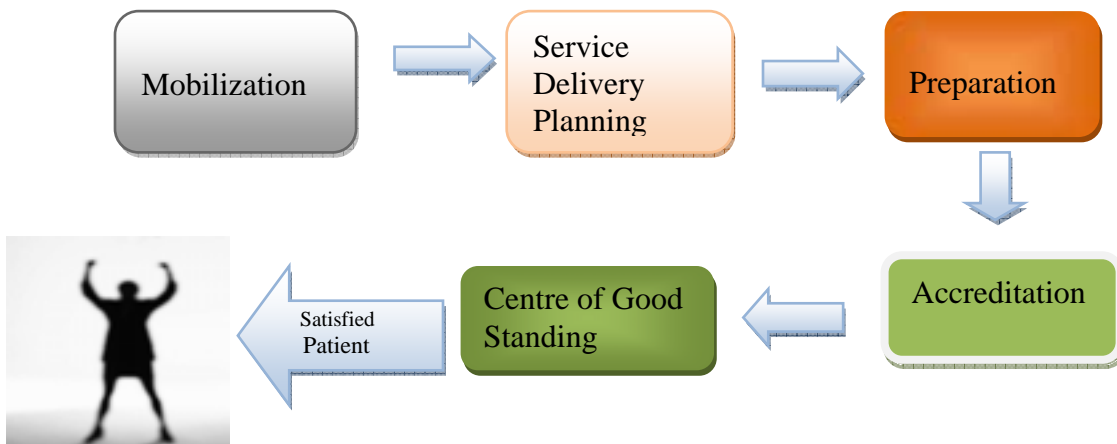 Mobilization
Service
Delivery
Planning
Preparation
Accreditation
Centre of Good
Standing
Satisfied
Patient